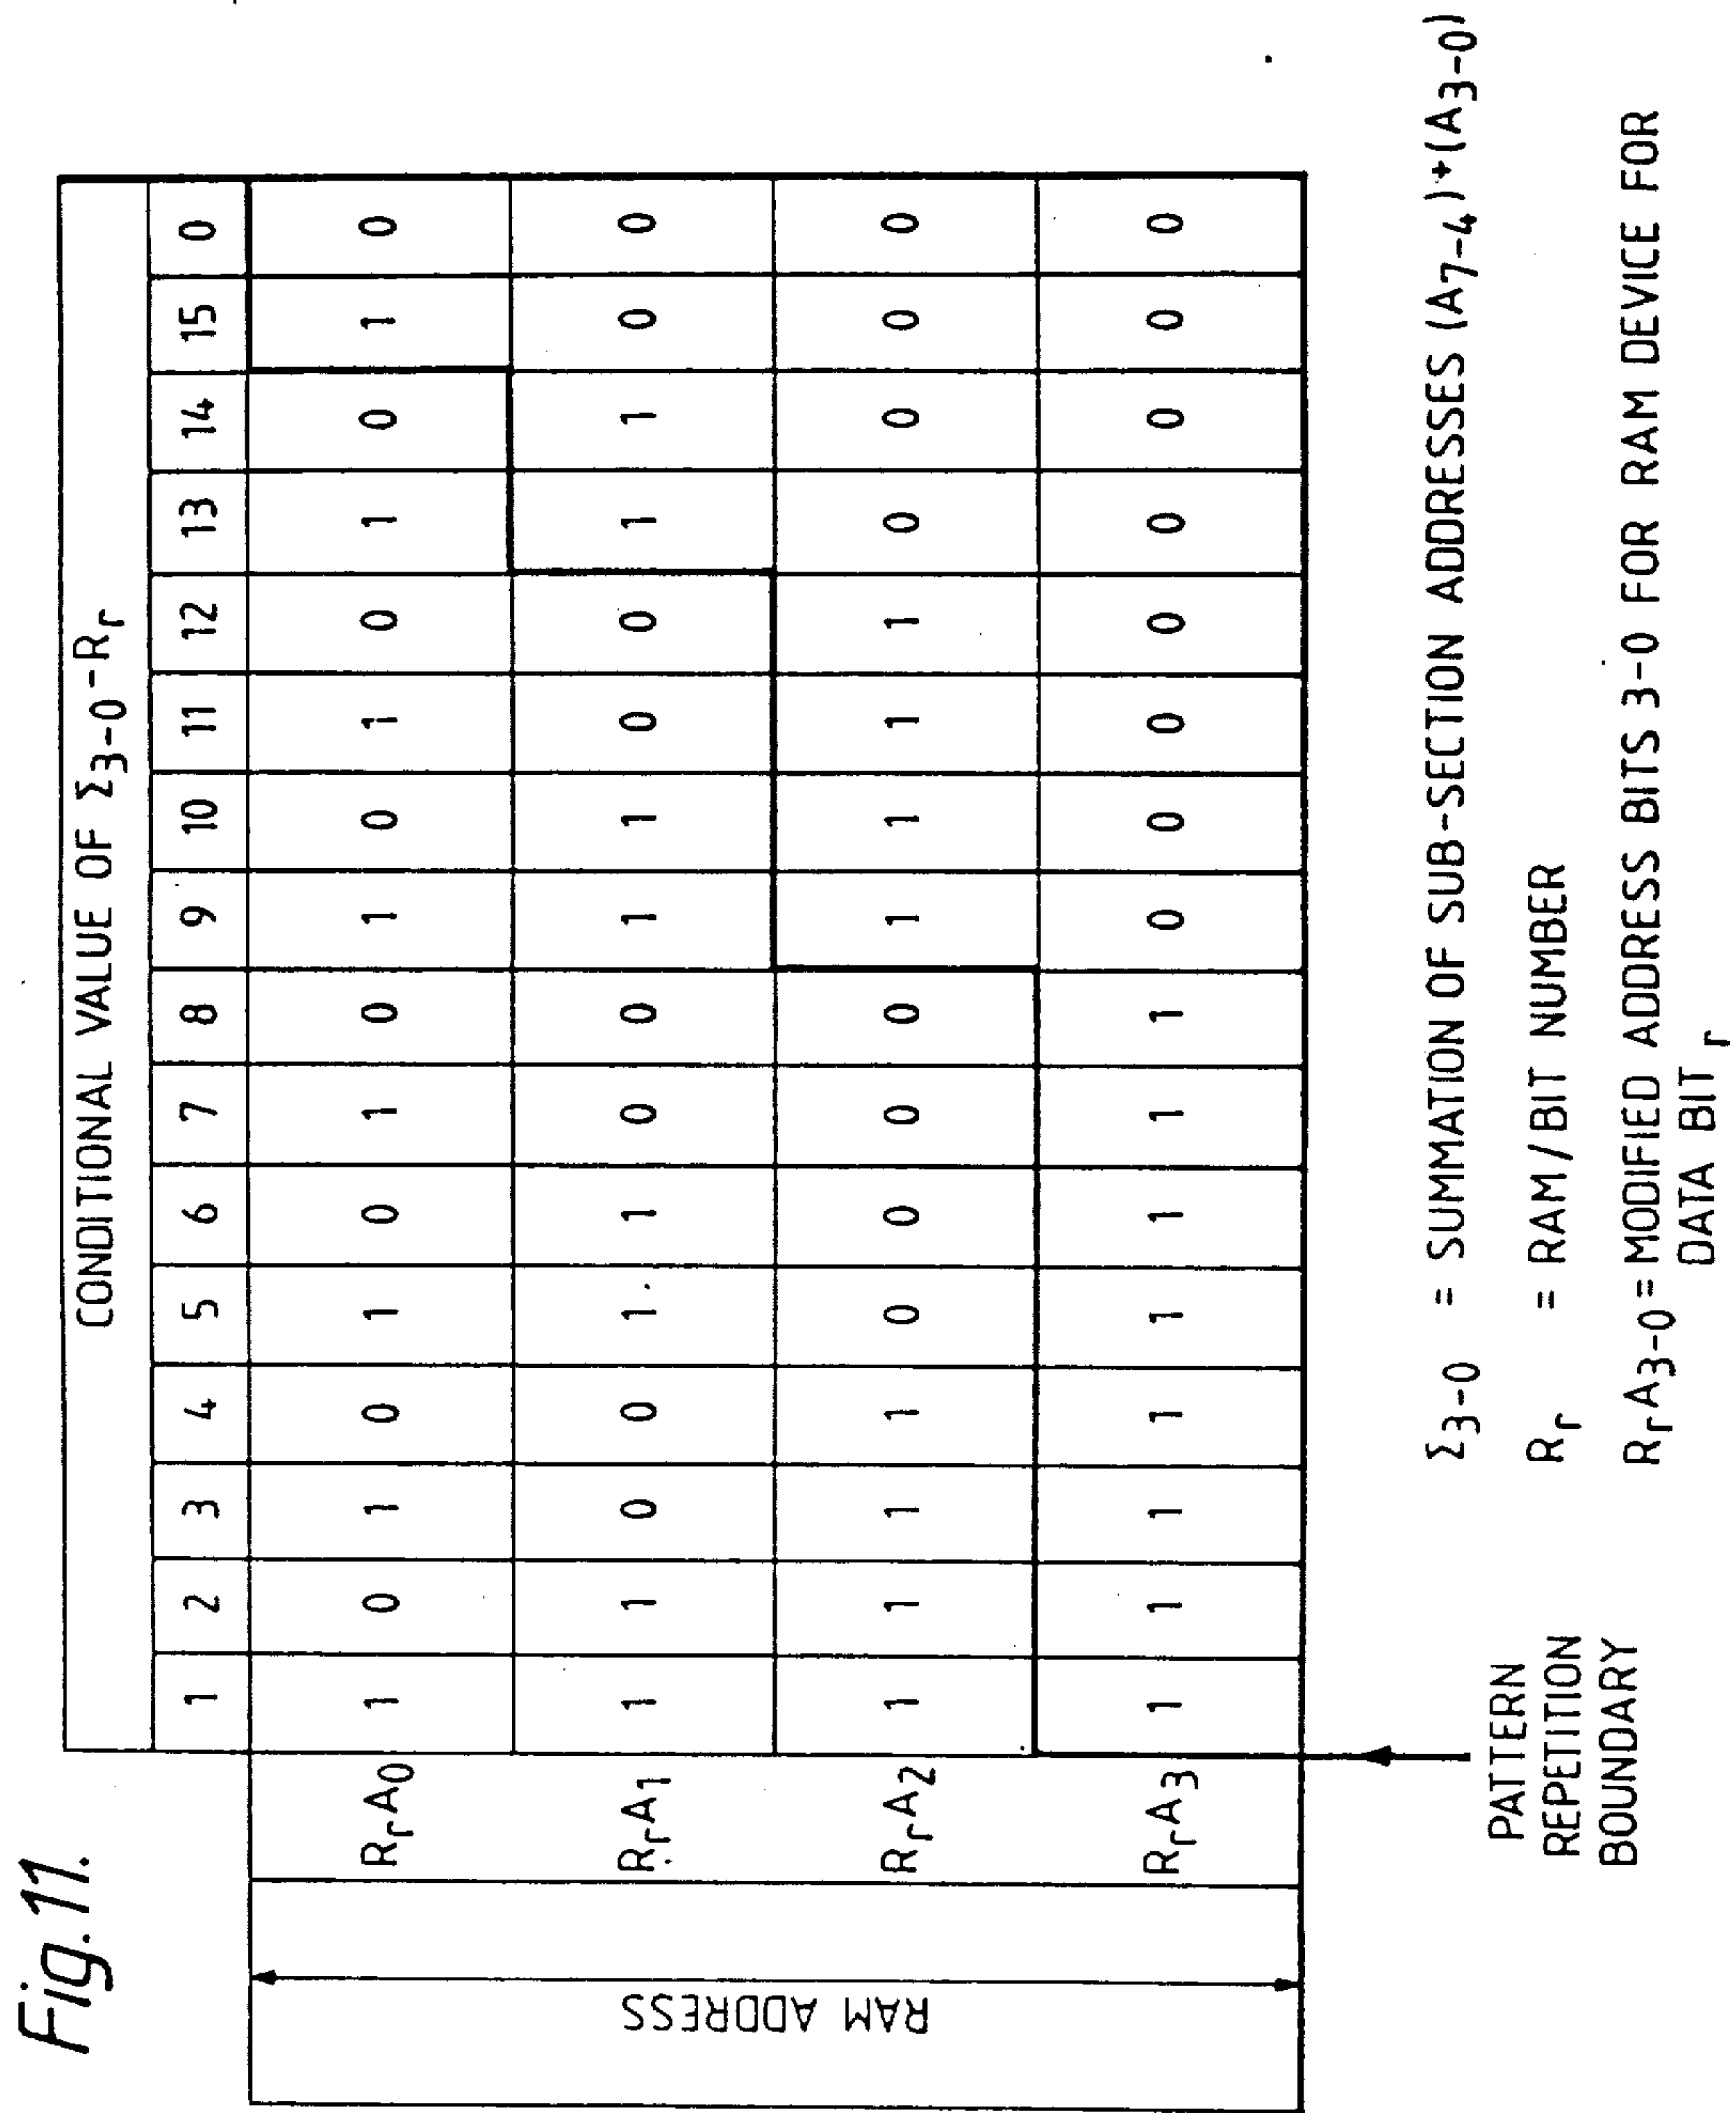 Fig.11.
CONDITIONAL VALUE OF Σ3-0-Rr
1 2 3 4 5 6 7 8 9 10 11 12 13 14 15 0
RAM ADDRESS
RrA0 1 0 1 0 1 0 1 0 1 0 1 0 1 0 1 0
RrA1 1 1 0 0 1 1 0 0 1 1 0 0 1 1 0 0
RrA2 1 1 1 1 0 0 0 0 1 1 1 1 0 0 0 0
RrA3 1 1 1 1 1 1 1 1 0 0 0 0 0 0 0 0
PATTERN
REPETITION
BOUNDARY
Σ3-0 = SUMMATION OF SUB-SECTION ADDRESSES (A7-4)+(A3-0)
Rr = RAM/BIT NUMBER
RrA3-0 = MODIFIED ADDRESS BITS 3-0 FOR RAM DEVICE FOR
DATA BIT r